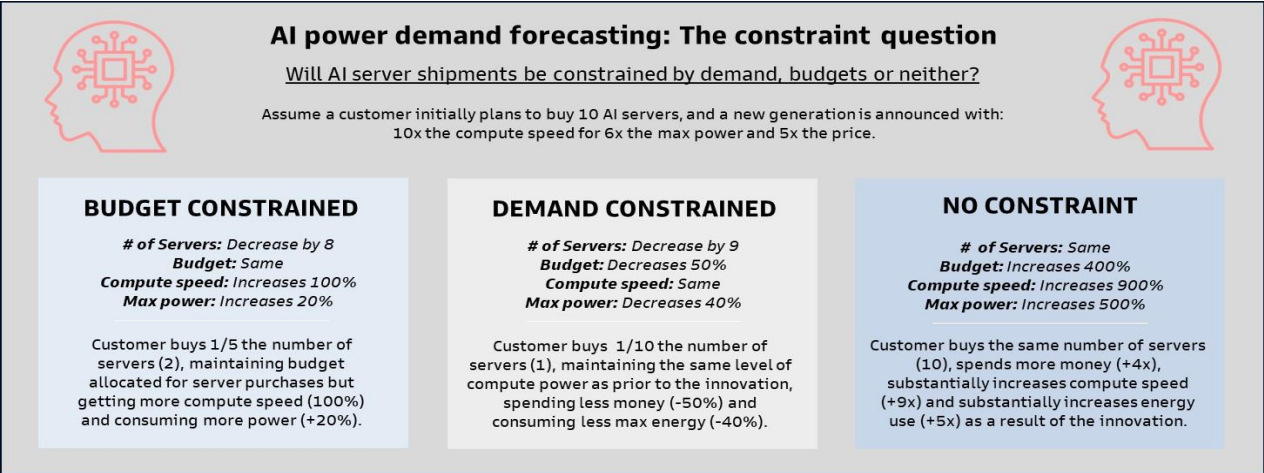 AI power demand forecasting: The constraint question
Will AI server shipments be constrained by demand, budgets or neither?
Assume a customer initially plans to buy 10 AI servers, and a new generation is announced with:
10x the compute speed for 6x the max power and 5x the price.
BUDGET CONSTRAINED
# of Servers: Decrease by 8
Budget: Same
Compute speed: Increases 100%
Max power: Increases 20%
Customer buys 1/5 the number of
servers (2), maintaining budget
allocated for server purchases but
getting more compute speed (100%)
and consuming more power (+20%).
DEMAND CONSTRAINED
# of Servers: Decrease by 9
Budget: Decreases 50%
Compute speed: Same
Max power: Decreases 40%
Customer buys 1/10 the number of
servers (1), maintaining the same level of
compute power as prior to the innovation,
spending less money (-50%) and
consuming less max energy (-40%).
NO CONSTRAINT
# of Servers: Same
Budget: Increases 400%
Compute speed: Increases 900%
Max power: Increases 500%
Customer buys the same number of servers
(10), spends more money (+4x),
substantially increases compute speed
(+9x) and substantially increases energy
use (+5x) as a result of the innovation.